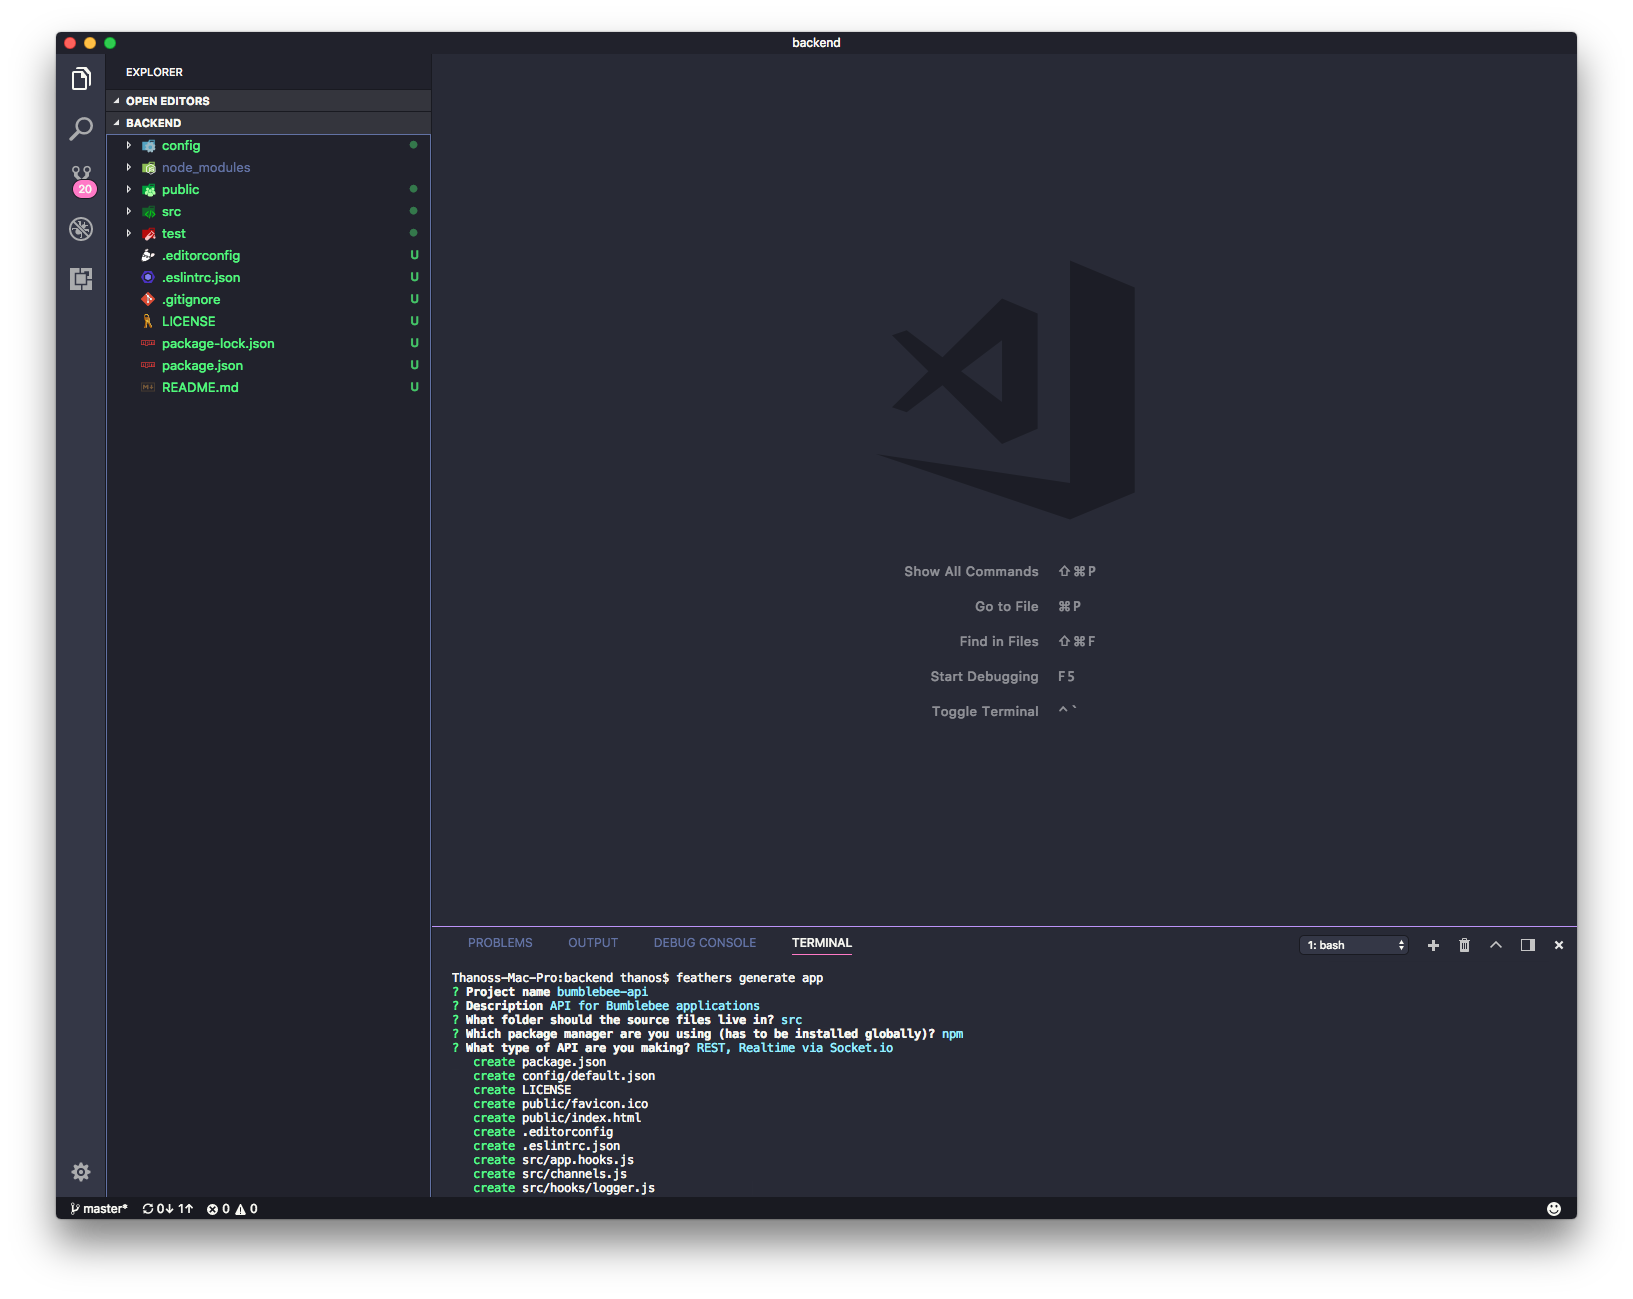 backend
EXPLORER
OPEN EDITORS
BACKEND
config
node_modules
public
src
test
.editorconfig U
.eslintrc.json U
.gitignore U
LICENSE U
package-lock.json U
package.json U
README.md U
20
Show All Commands ⇧⌘P
Go to File ⌘P
Find in Files ⇧⌘F
Start Debugging F5
Toggle Terminal ^`
PROBLEMS OUTPUT DEBUG CONSOLE TERMINAL 1: bash
Thanoss-Mac-Pro:backend thanos$ feathers generate app
? Project name bumblebee-api
? Description API for Bumblebee applications
? What folder should the source files live in? src
? Which package manager are you using (has to be installed globally)? npm
? What type of API are you making? REST, Realtime via Socket.io
create package.json
create config/default.json
create LICENSE
create public/favicon.ico
create public/index.html
create .editorconfig
create .eslintrc.json
create src/app.hooks.js
create src/channels.js
create src/hooks/logger.js
master* 0↓ 1↑ 0 0